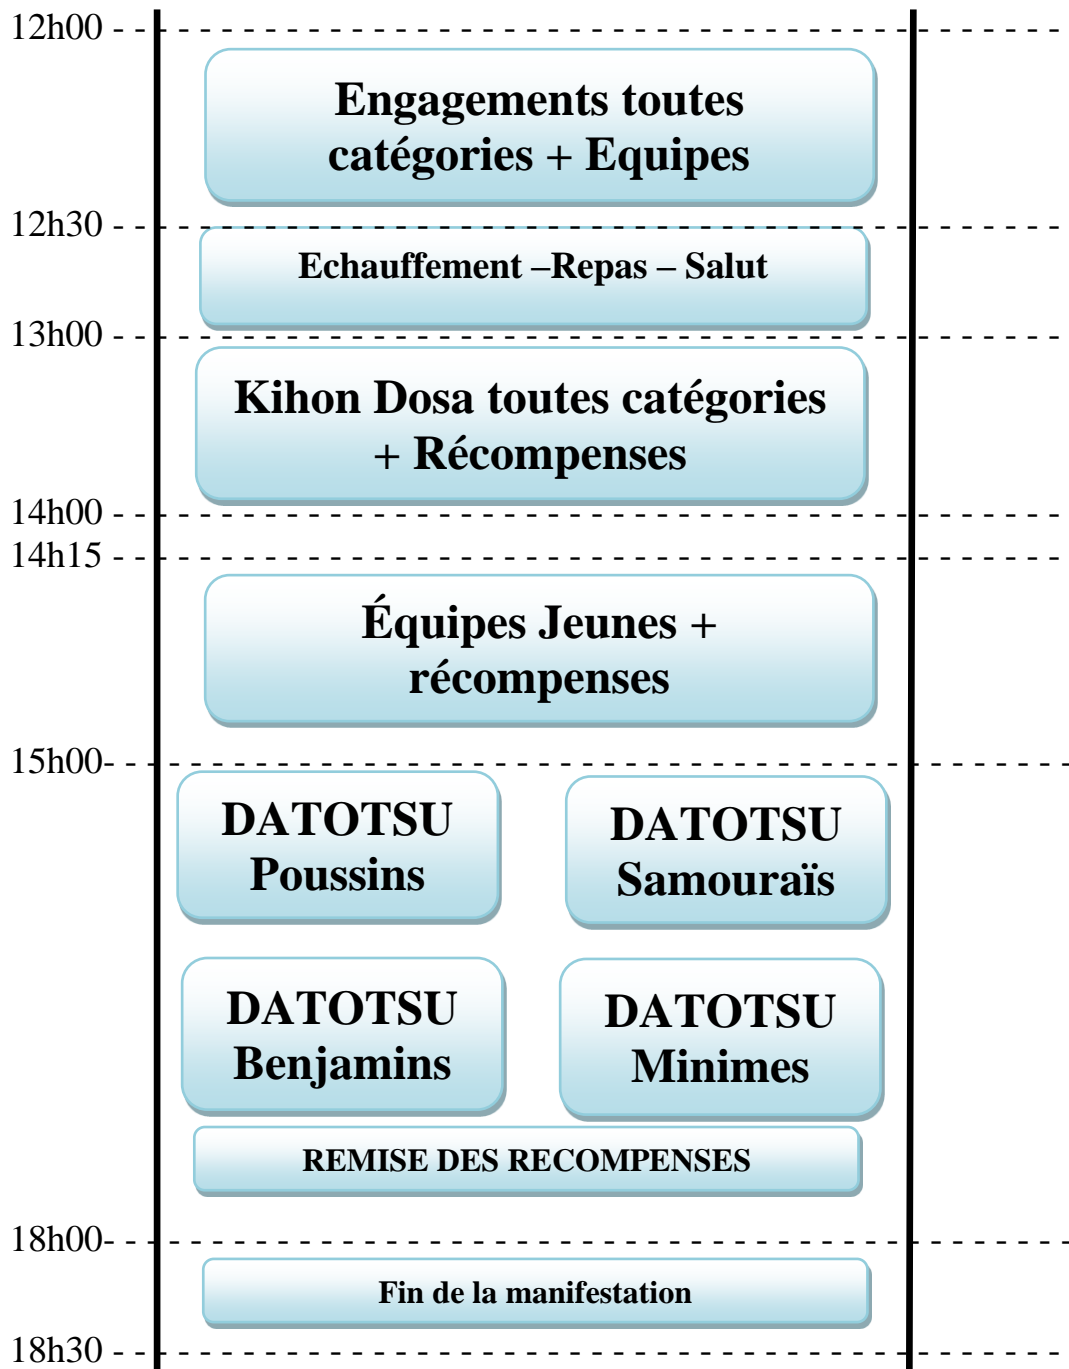 12h00
Engagements toutes
catégories + Equipes
12h30
Echauffement –Repas – Salut
13h00
Kihon Dosa toutes catégories
+ Récompenses
14h00
14h15
Équipes Jeunes +
récompenses
15h00
DATOTSU
Poussins
DATOTSU
Samouraïs
DATOTSU
Benjamins
DATOTSU
Minimes
REMISE DES RECOMPENSES
18h00
Fin de la manifestation
18h30